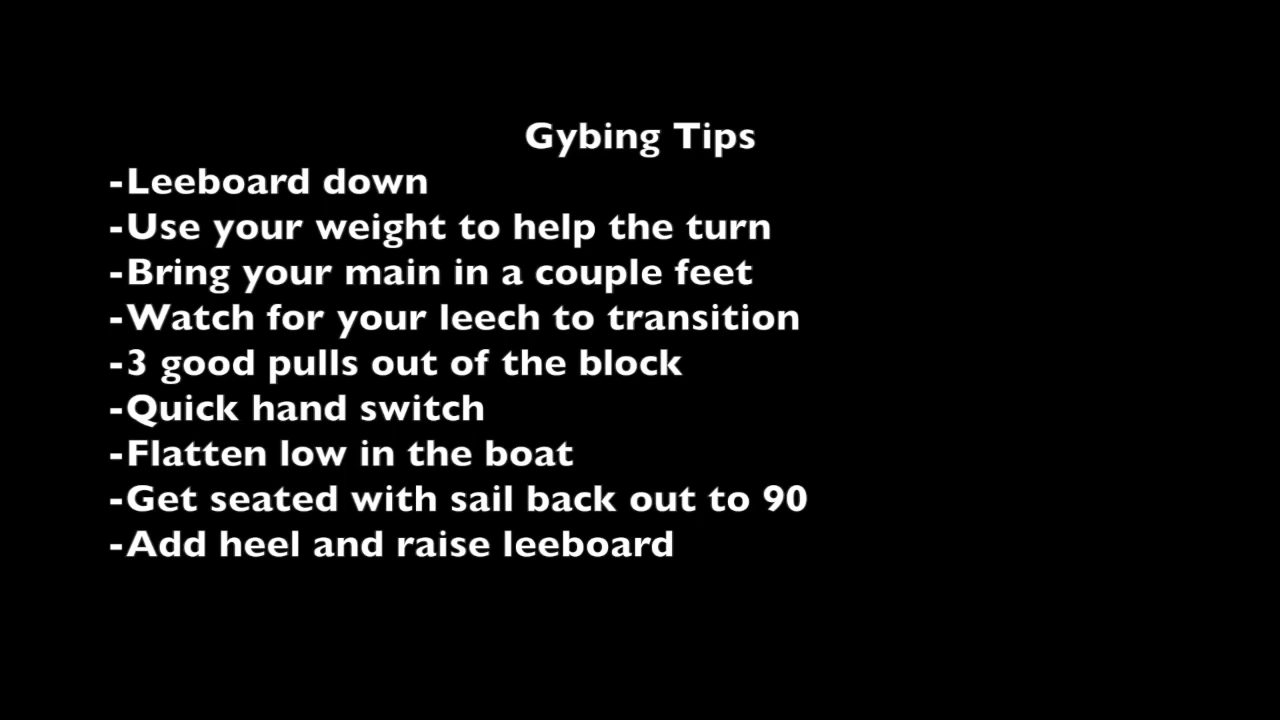 Gybing Tips
-Leeboard down
-Use your weight to help the turn
-Bring your main in a couple feet
-Watch for your leech to transition
-3 good pulls out of the block
-Quick hand switch
-Flatten low in the boat
-Get seated with sail back out to 90
-Add heel and raise leeboard